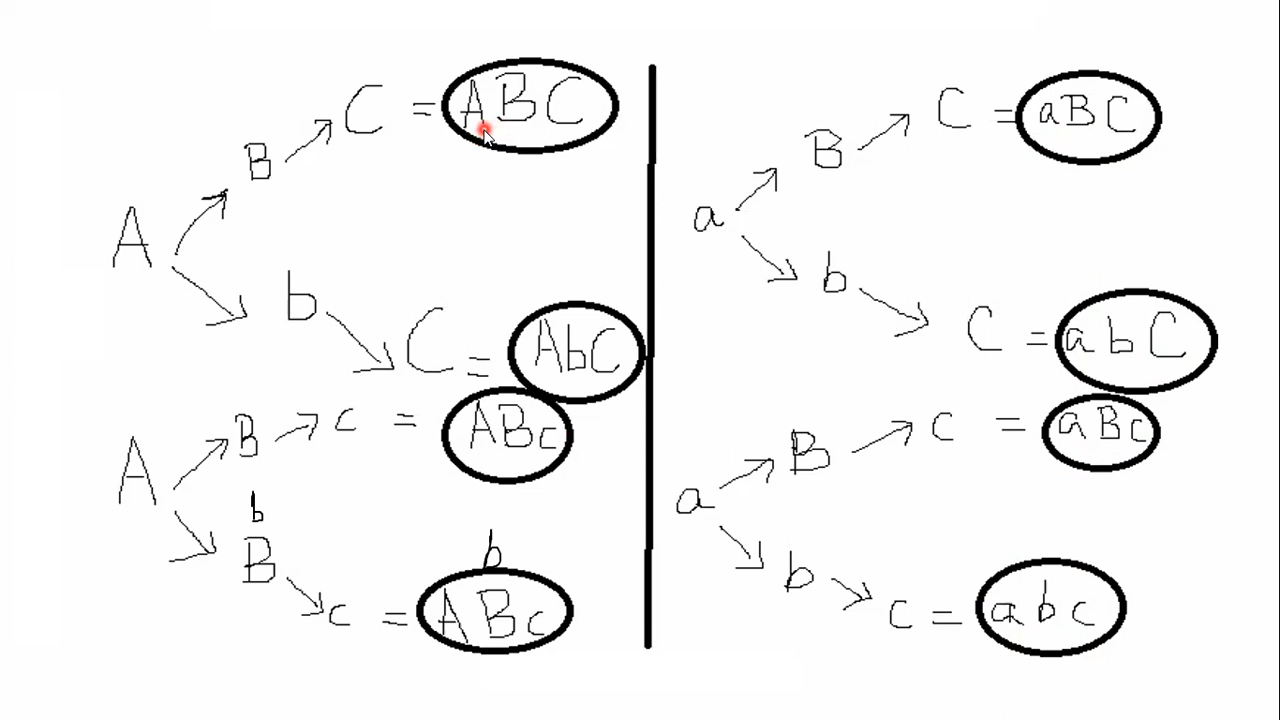 C = ABC
B
A
b
C = AbC
B c = ABc
A
b
B
b
c = ABc
C = aBC
B
a
b
C = abC
B c = aBc
a
b
c = abc